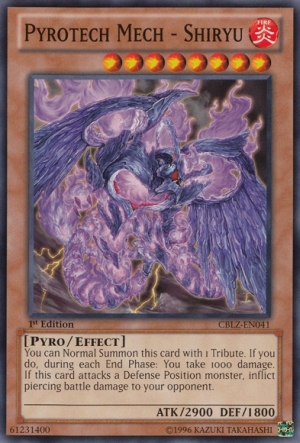 PYROTECH MECH - SHIRYU
FIRE
炎
1st Edition
CBLZ-EN041
[PYRO/EFFECT]
You can Normal Summon this card with 1 Tribute. If you
do, during each End Phase: You take 1000 damage.
If this card attacks a Defense Position monster, inflict
piercing battle damage to your opponent.
ATK/2900 DEF/1800
61231400
©1996 KAZUKI TAKAHASHI